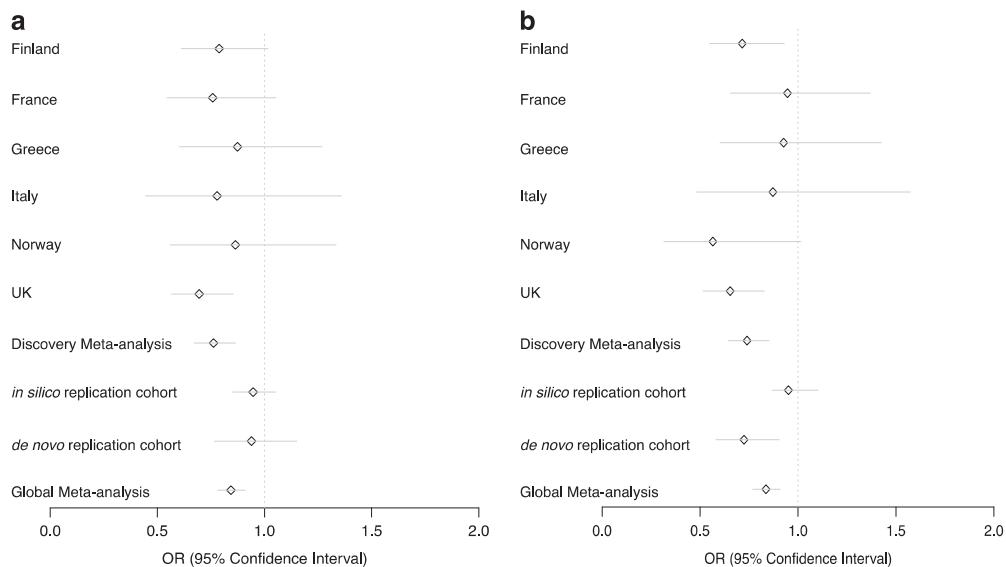 a
Finland
France
Greece
Italy
Norway
UK
Discovery Meta-analysis
in silico replication cohort
de novo replication cohort
Global Meta-analysis
0.0 0.5 1.0 1.5 2.0
OR (95% Confidence Interval)
b
Finland
France
Greece
Italy
Norway
UK
Discovery Meta-analysis
in silico replication cohort
de novo replication cohort
Global Meta-analysis
0.0 0.5 1.0 1.5 2.0
OR (95% Confidence Interval)